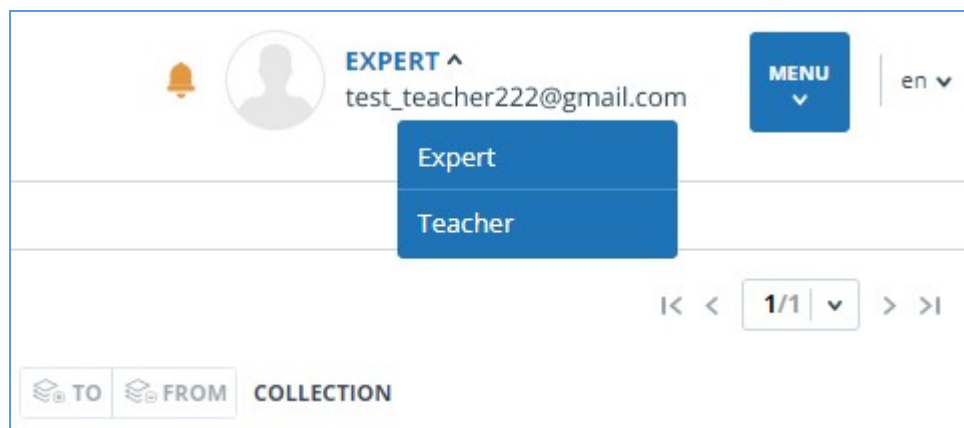 EXPERT
test_teacher222@gmail.com
MENU
en
Expert
Teacher
1/1
TO FROM COLLECTION